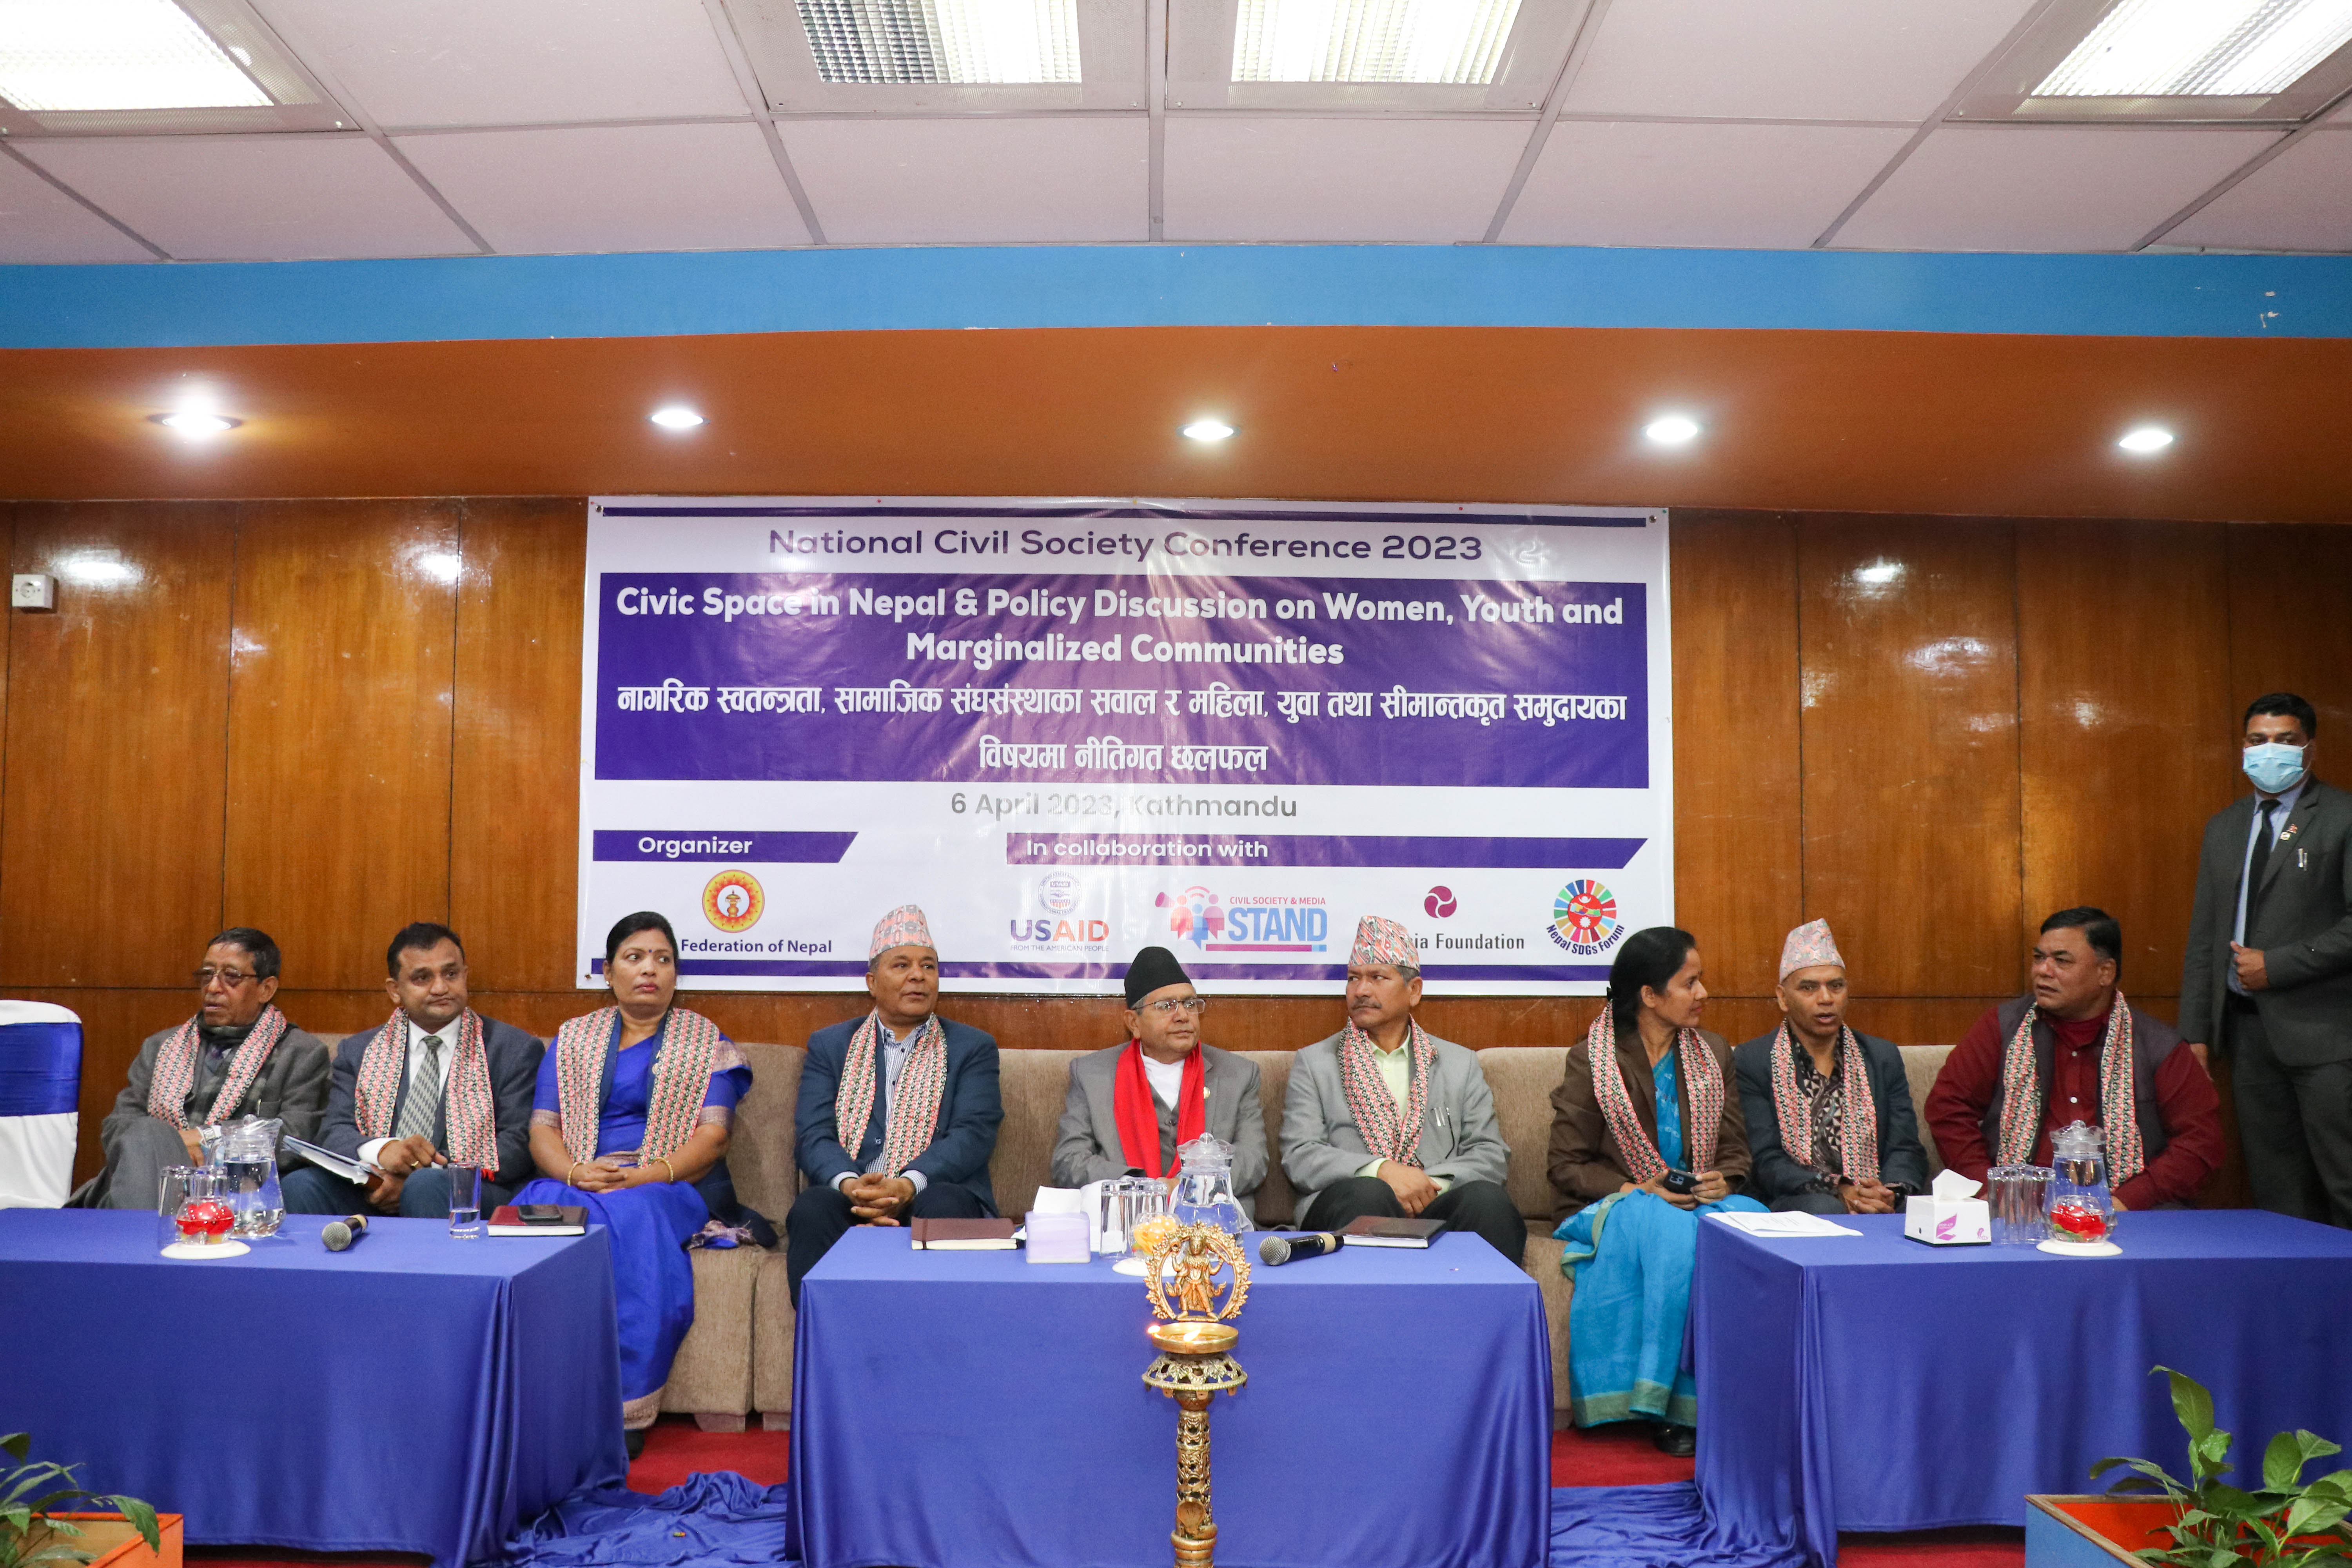 National Civil Society Conference 2023
Civic Space in Nepal & Policy Discussion on Women, Youth and
Marginalized Communities
नागरिक स्वतन्त्रता, सामाजिक संघसंस्थाका सवाल र महिला, युवा तथा सीमान्तकृत समुदायका
विषयमा नीतिगत छलफल
6 April 2023, Kathmandu
Organizer
In collaboration with
Federation of Nepal
USAID
FROM THE AMERICAN PEOPLE
CIVIL SOCIETY & MEDIA
STAND
Foundation
Nepal SDGs Forum